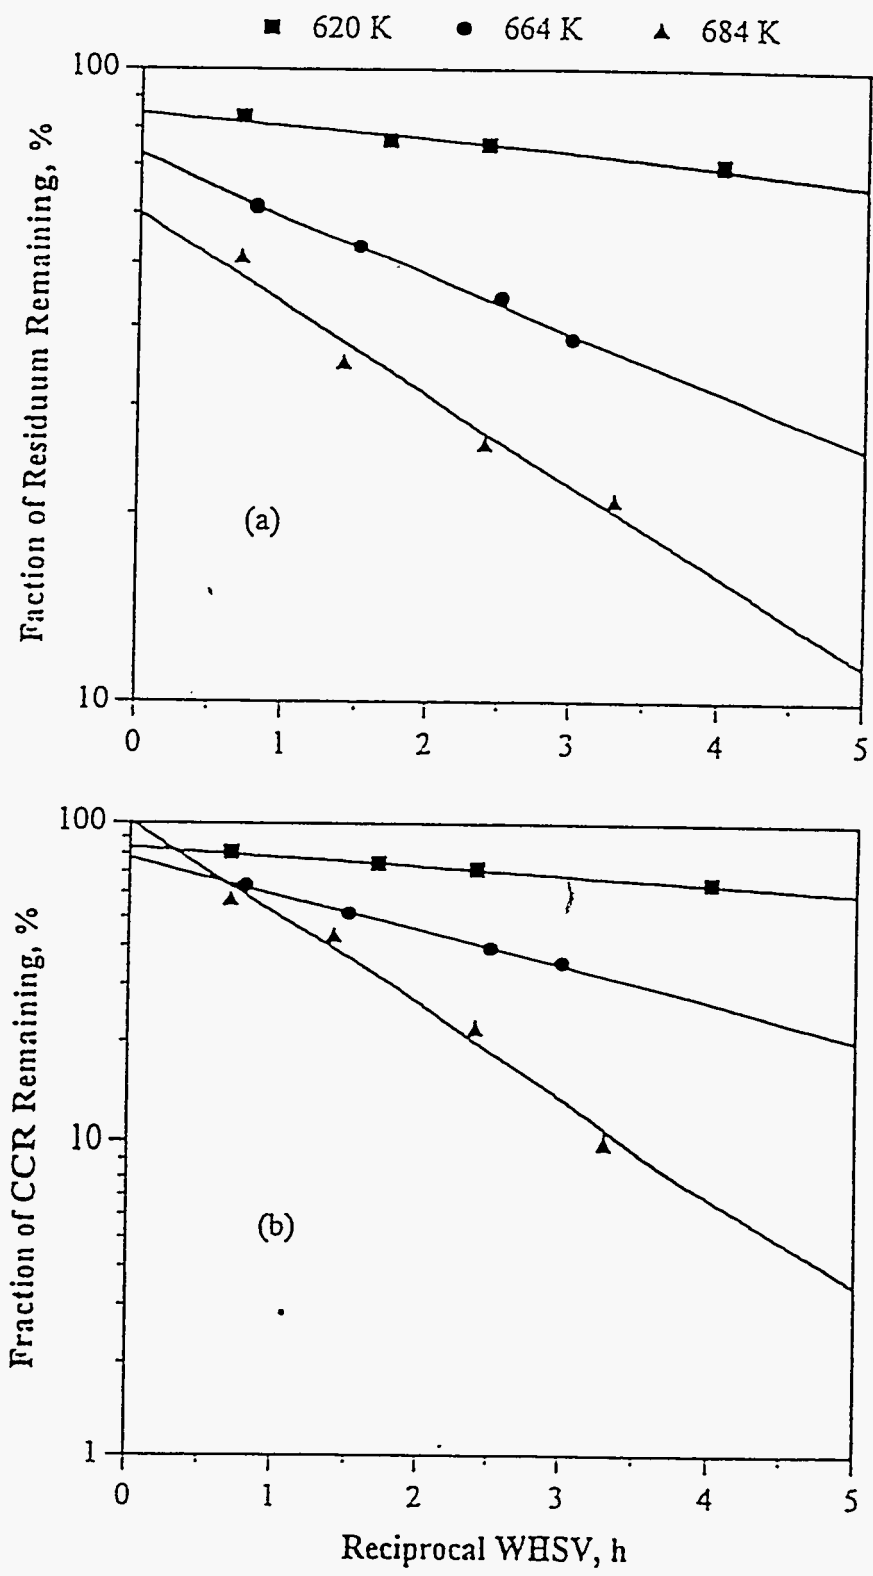 620 K 664 K 684 K
100
10
Faction of Residuum Remaining, %
(a)
0 1 2 3 4 5
100
10
1
Fraction of CCR Remaining, %
(b)
0 1 2 3 4 5
Reciprocal WHSV, h